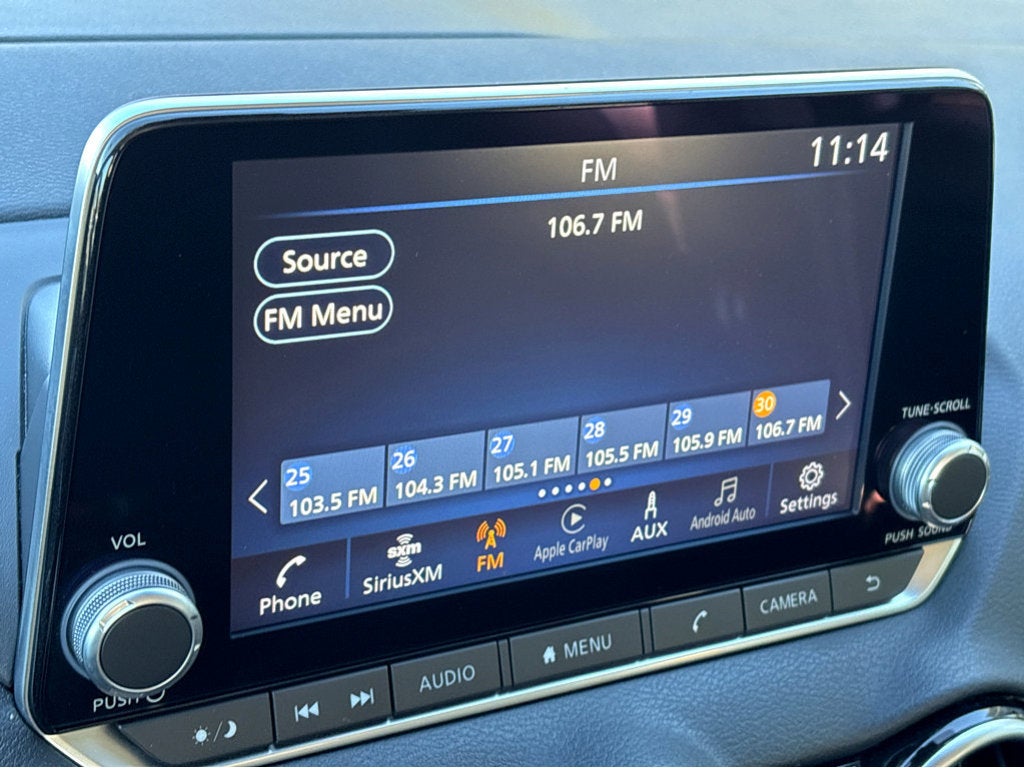 FM
11:14
106.7 FM
Source
FM Menu
25
103.5 FM
26
104.3 FM
27
105.1 FM
28
105.5 FM
29
105.9 FM
30
106.7 FM
Phone
sxm
SiriusXM
FM
Apple CarPlay
AUX
Android Auto
Settings
VOL
PUSH
TUNE·SCROLL
PUSH SOUND
AUDIO
MENU
CAMERA